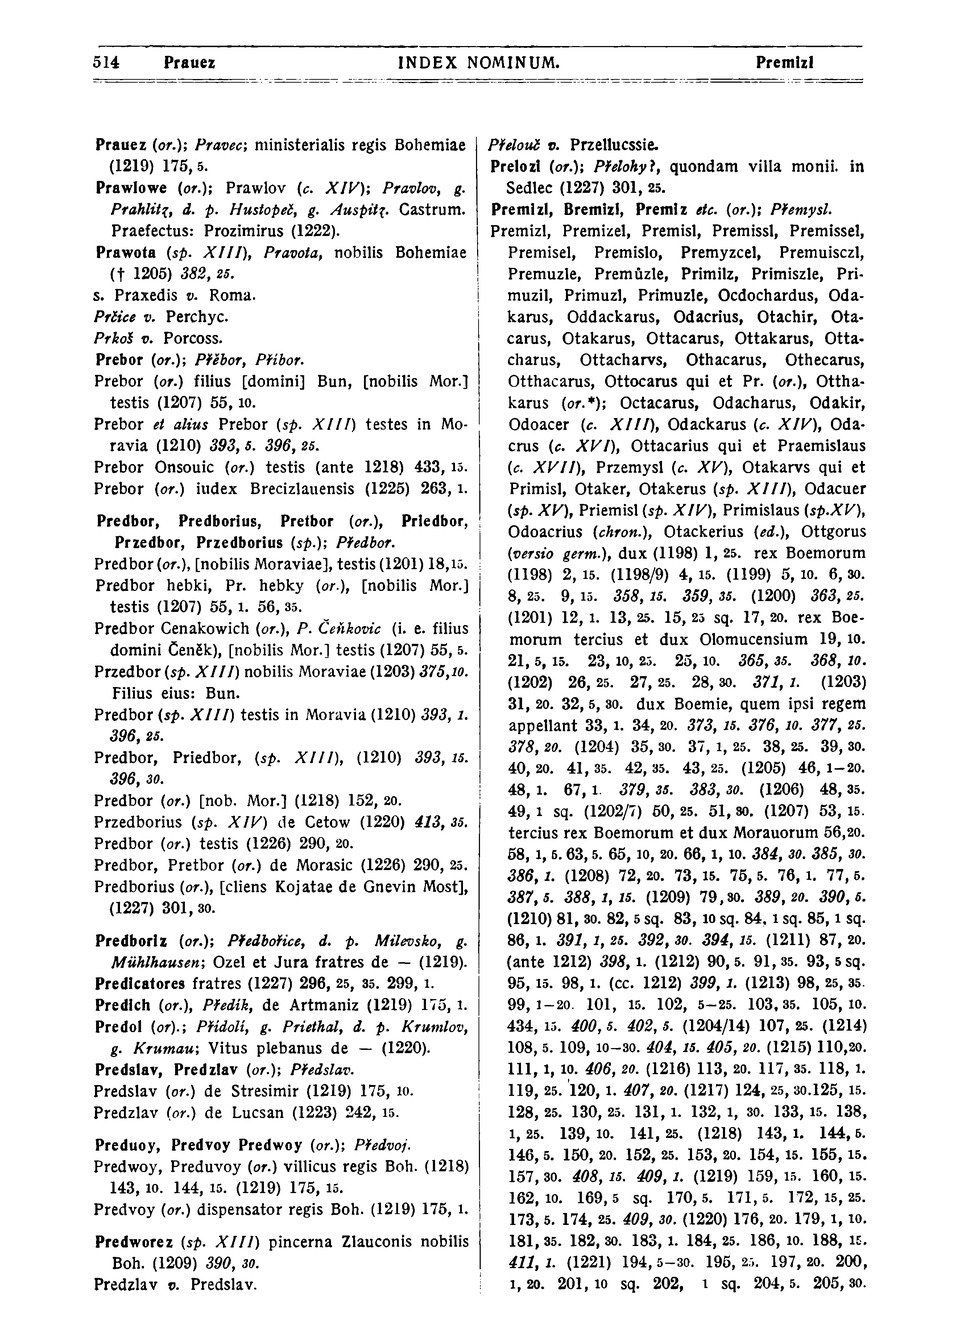 514 Prauez INDEX NOMINUM. Premizl
Prauez (or.); Pravec; ministerialis regis Bohemiae
(1219) 175, 5.
Prawlowe (or.); Prawlov (c. XIV); Pravlov, g.
Prahlitz, d. p. Hustopeč, g. Auspitz. Castrum.
Praefectus: Prozimirus (1222).
Prawota (sp. XIII), Pravota, nobilis Bohemiae
(† 1205) 382, 25.
s. Praxedis v. Roma.
Prčice v. Perchyc.
Prkoš v. Porcoss.
Prebor (or.); Přěbor, Přibor.
Prebor (or.) filius [domini] Bun, [nobilis Mor.]
testis (1207) 55, 10.
Prebor et alius Prebor (sp. XIII) testes in Mo-
ravia (1210) 393, 5. 396, 25.
Prebor Onsouic (or.) testis (ante 1218) 433, 15.
Prebor (or.) iudex Brecizlauensis (1225) 263, 1.
Predbor, Predborius, Pretbor (or.), Priedbor,
Przedbor, Przedborius (sp.); Předbor.
Predbor (or.), [nobilis Moraviae], testis (1201) 18, 15.
Predbor hebki, Pr. hebky (or.), [nobilis Mor.]
testis (1207) 55, 1. 56, 35.
Predbor Cenakowich (or.), P. Čeňkovic (i. e. filius
domini Čeněk), [nobilis Mor.] testis (1207) 55, 5.
Przedbor (sp. XIII) nobilis Moraviae (1203) 375, 10.
Filius eius: Bun.
Predbor (sp. XIII) testis in Moravia (1210) 393, 1.
396, 25.
Predbor, Priedbor, (sp. XIII), (1210) 393, 15.
396, 30.
Predbor (or.) [nob. Mor.] (1218) 152, 20.
Przedborius (sp. XIV) de Cetow (1220) 413, 35.
Predbor (or.) testis (1226) 290, 20.
Predbor, Pretbor (or.) de Morasic (1226) 290, 25.
Predborius (or.), [cliens Kojatae de Gnevin Most],
(1227) 301, 30.
Predboriz (or.); Předbořice, d. p. Milevsko, g.
Mühlhausen; Ozel et Jura fratres de — (1219).
Predicatores fratres (1227) 296, 25, 35. 299, 1.
Predich (or.), Předik, de Artmaniz (1219) 175, 1.
Predol (or).; Přídolí, g. Priethal, d. p. Krumlov,
g. Krumau; Vitus plebanus de — (1220).
Predslav, Predzlav (or.); Předslav.
Predslav (or.) de Stresimir (1219) 175, 10.
Predzlav (or.) de Lucsan (1223) 242, 15.
Preduoy, Predvoy Predwoy (or.); Předvoj.
Predwoy, Preduvoy (or.) villicus regis Boh. (1218)
143, 10. 144, 15. (1219) 175, 15.
Predvoy (or.) dispensator regis Boh. (1219) 175, 1.
Predworez (sp. XIII) pincerna Zlauconis nobilis
Boh. (1209) 390, 30.
Predzlav v. Predslav.
Přelouč v. Przellucssie.
Prelozl (or.); Přelohy?, quondam villa monii. in
Sedlec (1227) 301, 25.
Premizl, Bremizl, Premiz etc. (or.); Přemysl.
Premizl, Premizel, Premisl, Premissl, Premissel,
Premisel, Premislo, Premyzcel, Premuisczl,
Premuzle, Premûzle, Primilz, Primiszle, Pri-
muzil, Primuzl, Primuzle, Ocdochardus, Oda-
karus, Oddackarus, Odacrius, Otachir, Ota-
carus, Otakarus, Ottacarus, Ottakarus, Otta-
charus, Ottacharvs, Othacarus, Othecarus,
Otthacarus, Ottocarus qui et Pr. (or.), Ottha-
karus (or.*); Octacarus, Odacharus, Odakir,
Odoacer (c. XIII), Odackarus (c. XIV), Oda-
crus (c. XVI), Ottacarius qui et Praemislaus
(c. XVII), Przemysl (c. XV), Otakarvs qui et
Primisl, Otaker, Otakerus (sp. XIII), Odacuer
(sp. XV), Priemisl (sp. XIV), Primislaus (sp.XV),
Odoacrius (chron.), Otackerius (ed.), Ottgorus
(versio germ.), dux (1198) 1, 25. rex Boemorum
(1198) 2, 15. (1198/9) 4, 15. (1199) 5, 10. 6, 30.
8, 25. 9, 15. 358, 15. 359, 35. (1200) 363, 25.
(1201) 12, 1. 13, 25. 15, 25 sq. 17, 20. rex Boe-
morum tercius et dux Olomucensium 19, 10.
21, 5, 15. 23, 10, 25. 25, 10. 365, 35. 368, 10.
(1202) 26, 25. 27, 25. 28, 30. 371, 1. (1203)
31, 20. 32, 5, 30. dux Boemie, quem ipsi regem
appellant 33, 1. 34, 20. 373, 15. 376, 10. 377, 25.
378, 20. (1204) 35, 30. 37, 1, 25. 38, 25. 39, 30.
40, 20. 41, 35. 42, 35. 43, 25. (1205) 46, 1–20.
48, 1. 67, 1. 379, 35. 383, 30. (1206) 48, 35.
49, 1 sq. (1202/7) 50, 25. 51, 30. (1207) 53, 15.
tercius rex Boemorum et dux Morauorum 56, 20.
58, 1, 5. 63, 5. 65, 10, 20. 66, 1, 10. 384, 30. 385, 30.
386, 1. (1208) 72, 20. 73, 15. 75, 5. 76, 1. 77, 5.
387, 5. 388, 1, 15. (1209) 79, 30. 389, 20. 390, 5.
(1210) 81, 30. 82, 5 sq. 83, 10 sq. 84, 1 sq. 85, 1 sq.
86, 1. 391, 1, 25. 392, 30. 394, 15. (1211) 87, 20.
(ante 1212) 398, 1. (1212) 90, 5. 91, 35. 93, 5 sq.
95, 15. 98, 1. (cc. 1212) 399, 1. (1213) 98, 25, 35.
99, 1–20. 101, 15. 102, 5–25. 103, 35. 105, 10.
434, 15. 400, 5. 402, 5. (1204/14) 107, 25. (1214)
108, 5. 109, 10–30. 404, 15. 405, 20. (1215) 110, 20.
111, 1, 10. 406, 20. (1216) 113, 20. 117, 35. 118, 1.
119, 25. 120, 1. 407, 20. (1217) 124, 25, 30. 125, 15.
128, 25. 130, 25. 131, 1. 132, 1, 30. 133, 15. 138,
1, 25. 139, 10. 141, 25. (1218) 143, 1. 144, 5.
146, 5. 150, 20. 152, 25. 153, 20. 154, 15. 155, 15.
157, 30. 408, 15. 409, 1. (1219) 159, 15. 160, 15.
162, 10. 169, 5 sq. 170, 5. 171, 5. 172, 15, 25.
173, 5. 174, 25. 409, 30. (1220) 176, 20. 179, 1, 10.
181, 35. 182, 30. 183, 1. 184, 25. 186, 10. 188, 15.
411, 1. (1221) 194, 5–30. 195, 25. 197, 20. 200,
1, 20. 201, 10 sq. 202, 1 sq. 204, 5. 205, 30.